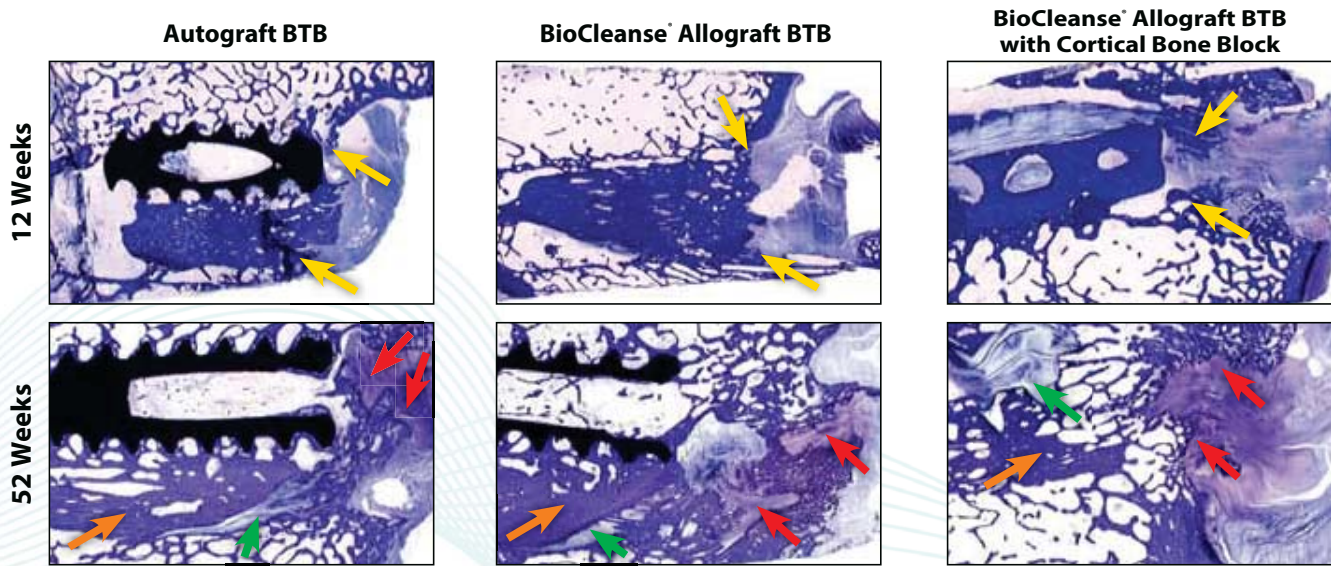 Autograft BTB
BioCleanse® Allograft BTB
BioCleanse® Allograft BTB
with Cortical Bone Block
12 Weeks
52 Weeks